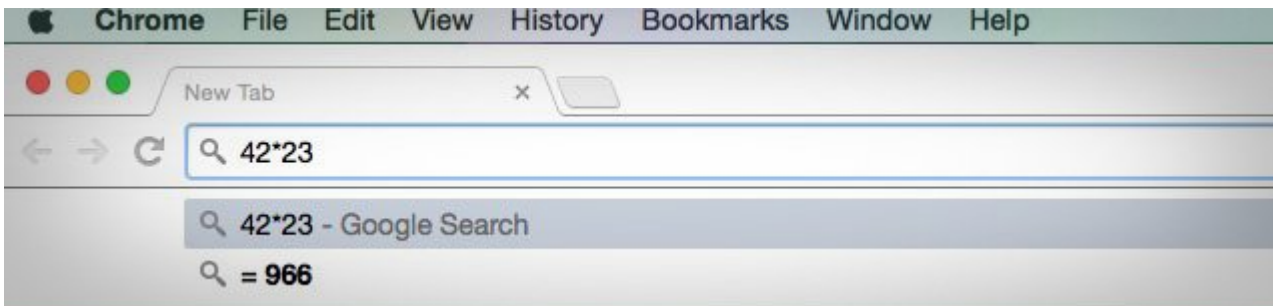 Chrome File Edit View History Bookmarks Window Help
New Tab
42*23
42*23 - Google Search
= 966